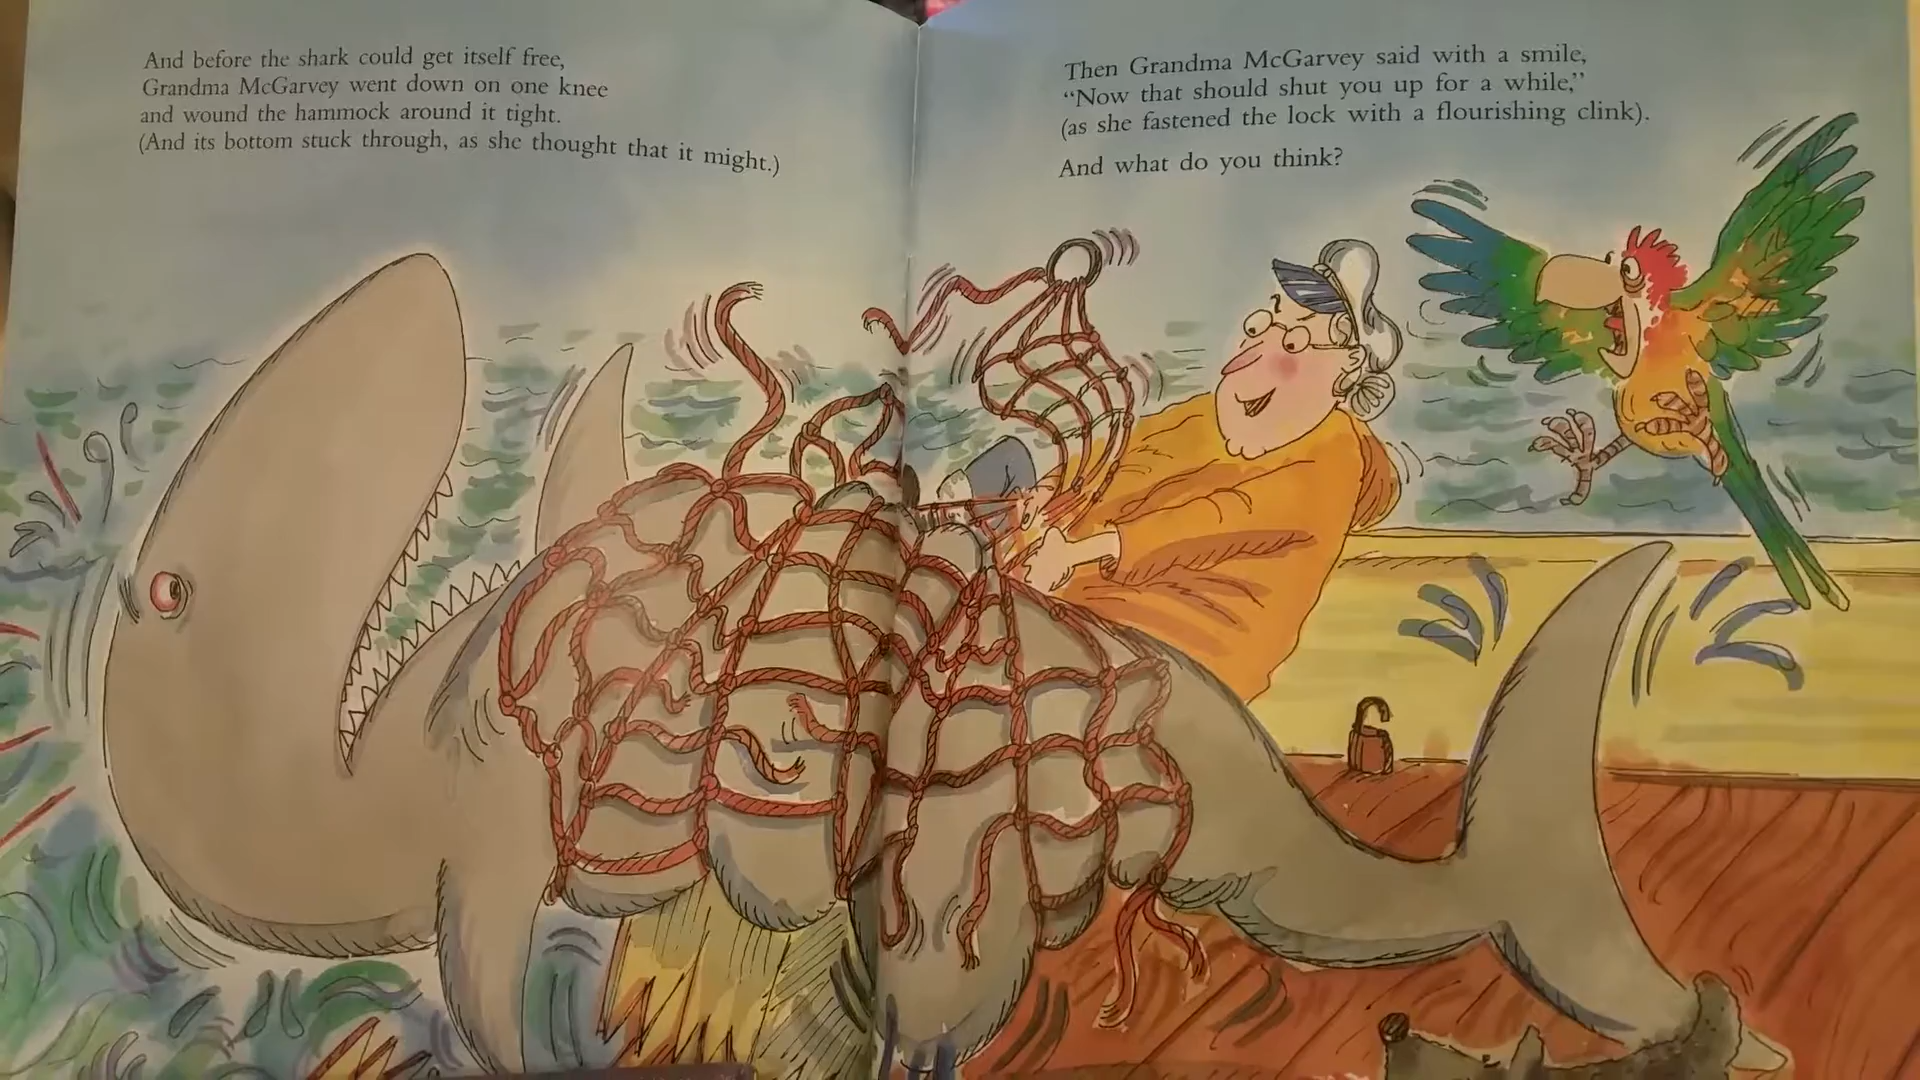 And before the shark could get itself free,
Grandma McGarvey went down on one knee
and wound the hammock around it tight.
(And its bottom stuck through, as she thought that it might.)
Then Grandma McGarvey said with a smile,
“Now that should shut you up for a while,”
(as she fastened the lock with a flourishing clink).
And what do you think?